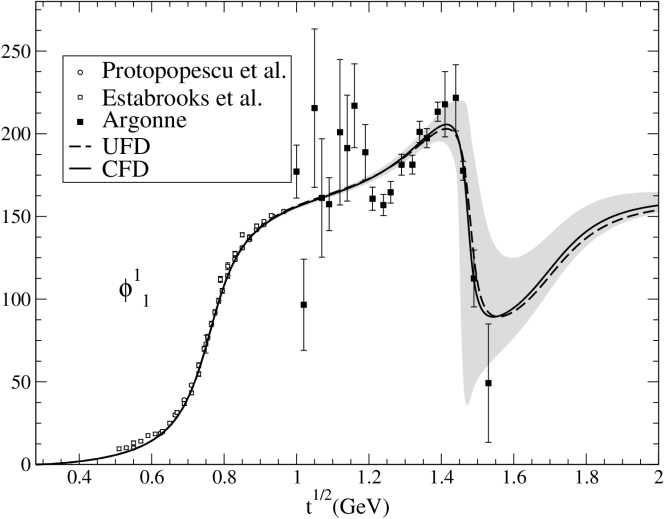 250
200
150
100
50
0
Protopopescu et al.
Estabrooks et al.
Argonne
UFD
CFD
ϕ¹₁
0.4 0.6 0.8 1 1.2 1.4 1.6 1.8 2
t^1/2(GeV)